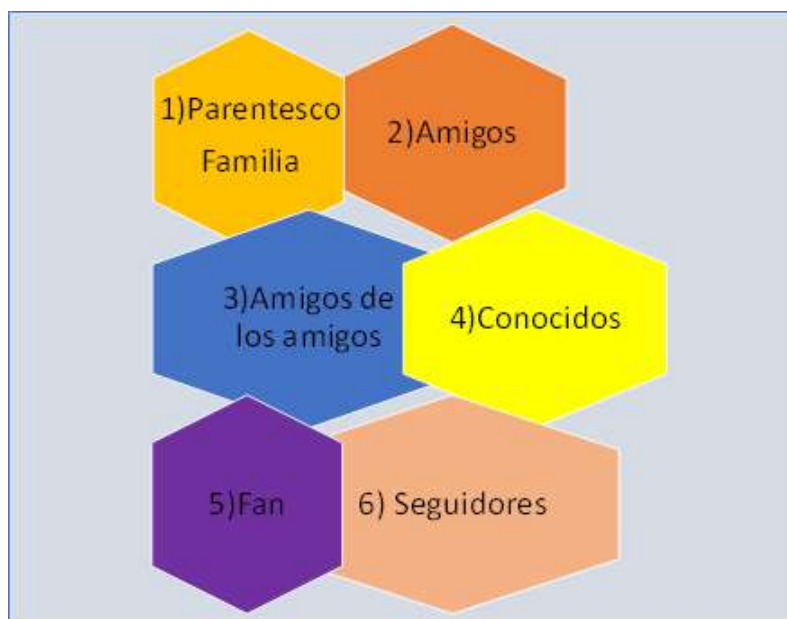 1)Parentesco
Familia
2)Amigos
3)Amigos de
los amigos
4)Conocidos
5)Fan
6) Seguidores